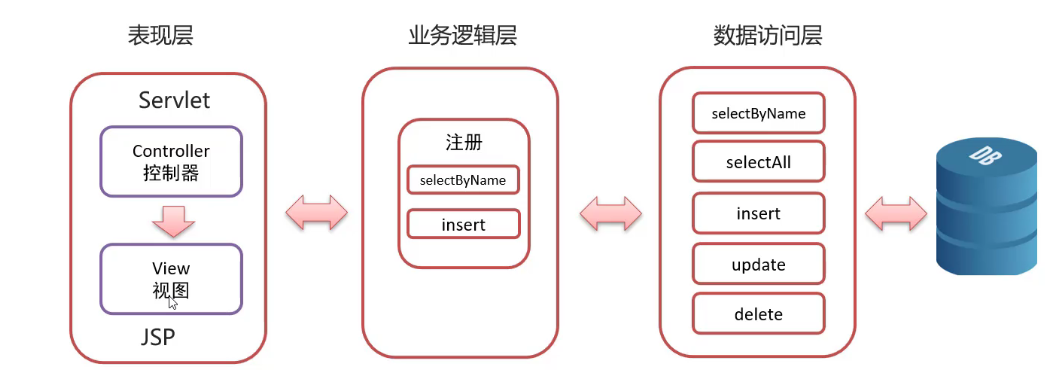 表现层
业务逻辑层
数据访问层
Servlet
Controller
控制器
View
视图
JSP
注册
selectByName
insert
selectByName
selectAll
insert
update
delete
DB